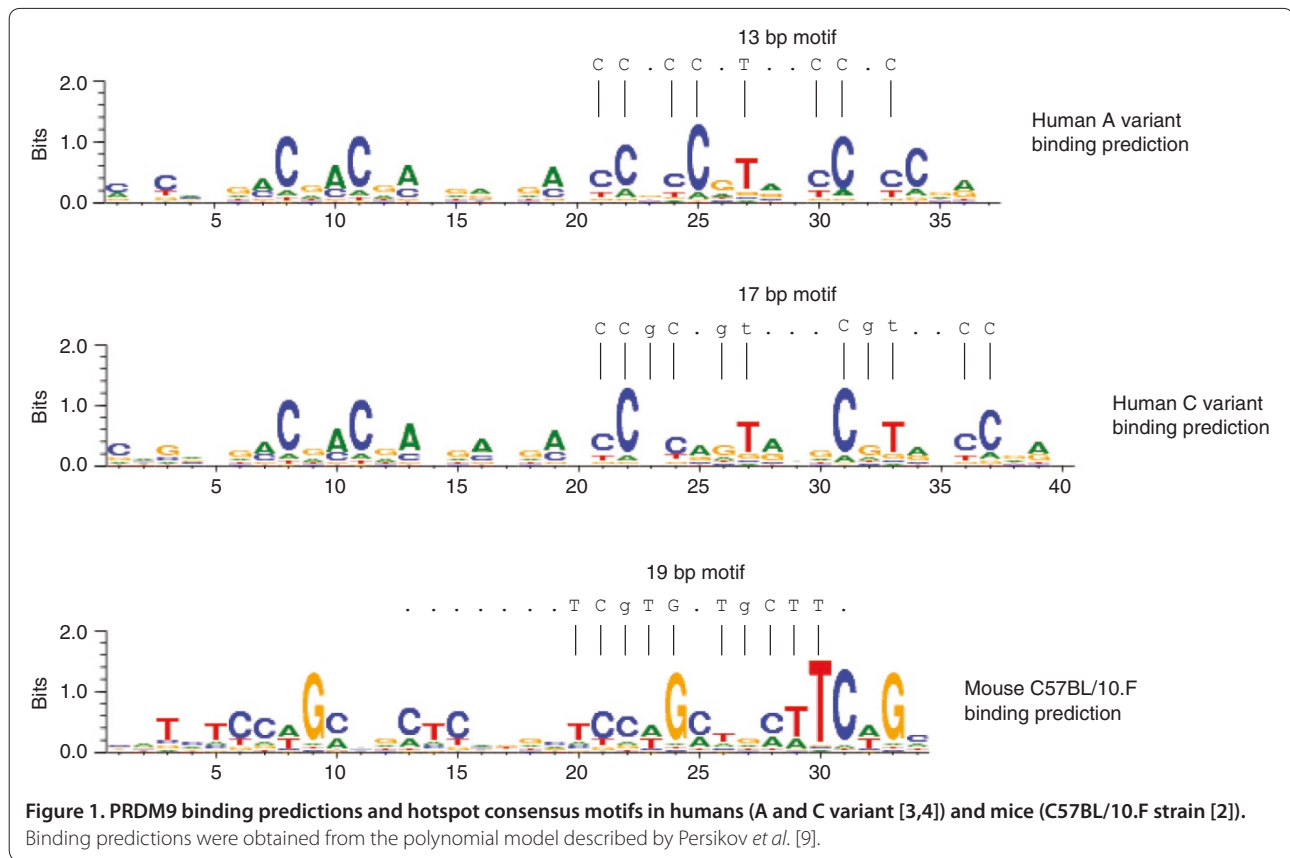 13 bp motif
C C . C C . T . . C C . C
2.0
1.0
0.0
Bits
5 10 15 20 25 30 35
Human A variant
binding prediction
17 bp motif
C C g C . g t . . . C g t . . C C
2.0
1.0
0.0
Bits
5 10 15 20 25 30 35 40
Human C variant
binding prediction
19 bp motif
. . . . . . . T C g T G . T g C T T .
2.0
1.0
0.0
Bits
5 10 15 20 25 30
Mouse C57BL/10.F
binding prediction
Figure 1. PRDM9 binding predictions and hotspot consensus motifs in humans (A and C variant [3,4]) and mice (C57BL/10.F strain [2]).
Binding predictions were obtained from the polynomial model described by Persikov et al. [9].